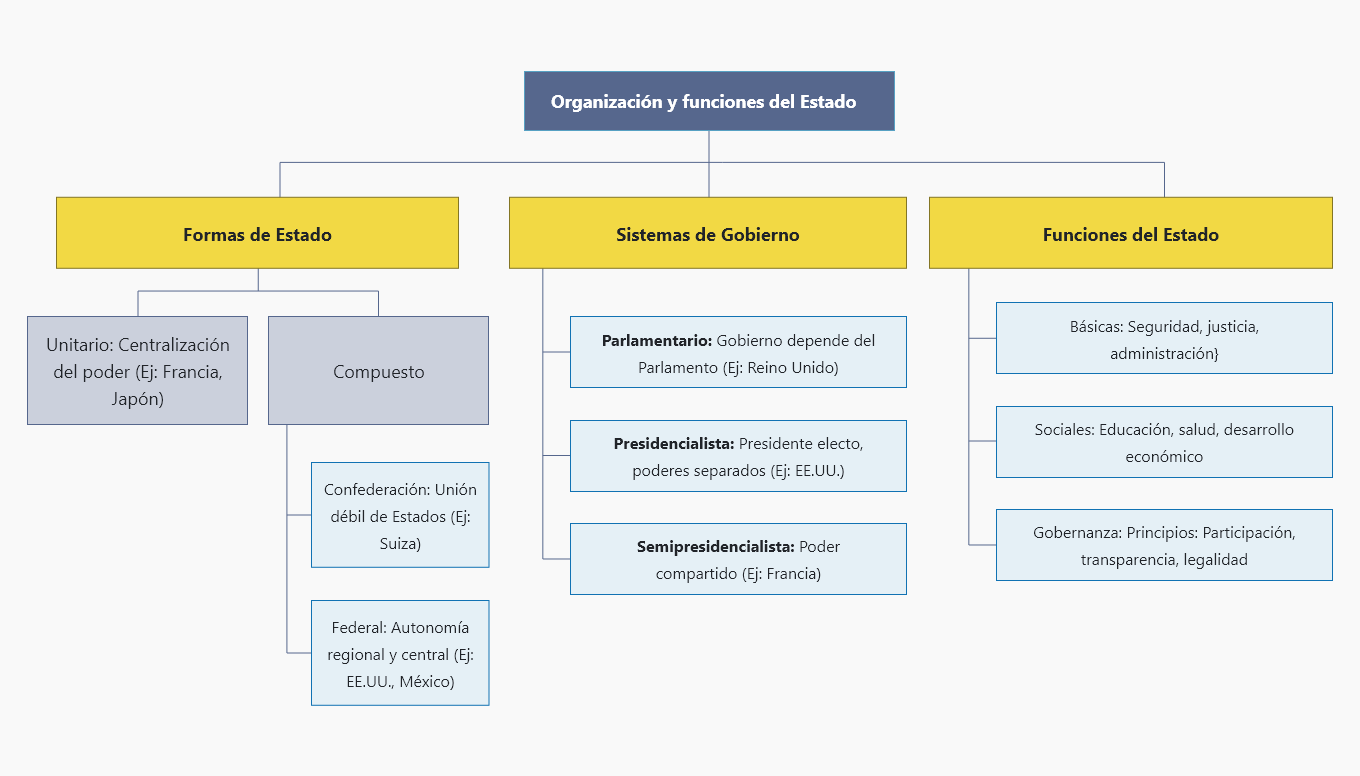 Organización y funciones del Estado
Formas de Estado
Unitario: Centralización
del poder (Ej: Francia,
Japón)
Compuesto
Confederación: Unión
débil de Estados (Ej:
Suiza)
Federal: Autonomía
regional y central (Ej:
EE.UU., México)
Sistemas de Gobierno
Parlamentario: Gobierno depende del
Parlamento (Ej: Reino Unido)
Presidencialista: Presidente electo,
poderes separados (Ej: EE.UU.)
Semipresidencialista: Poder
compartido (Ej: Francia)
Funciones del Estado
Básicas: Seguridad, justicia,
administración}
Sociales: Educación, salud, desarrollo
económico
Gobernanza: Principios: Participación,
transparencia, legalidad